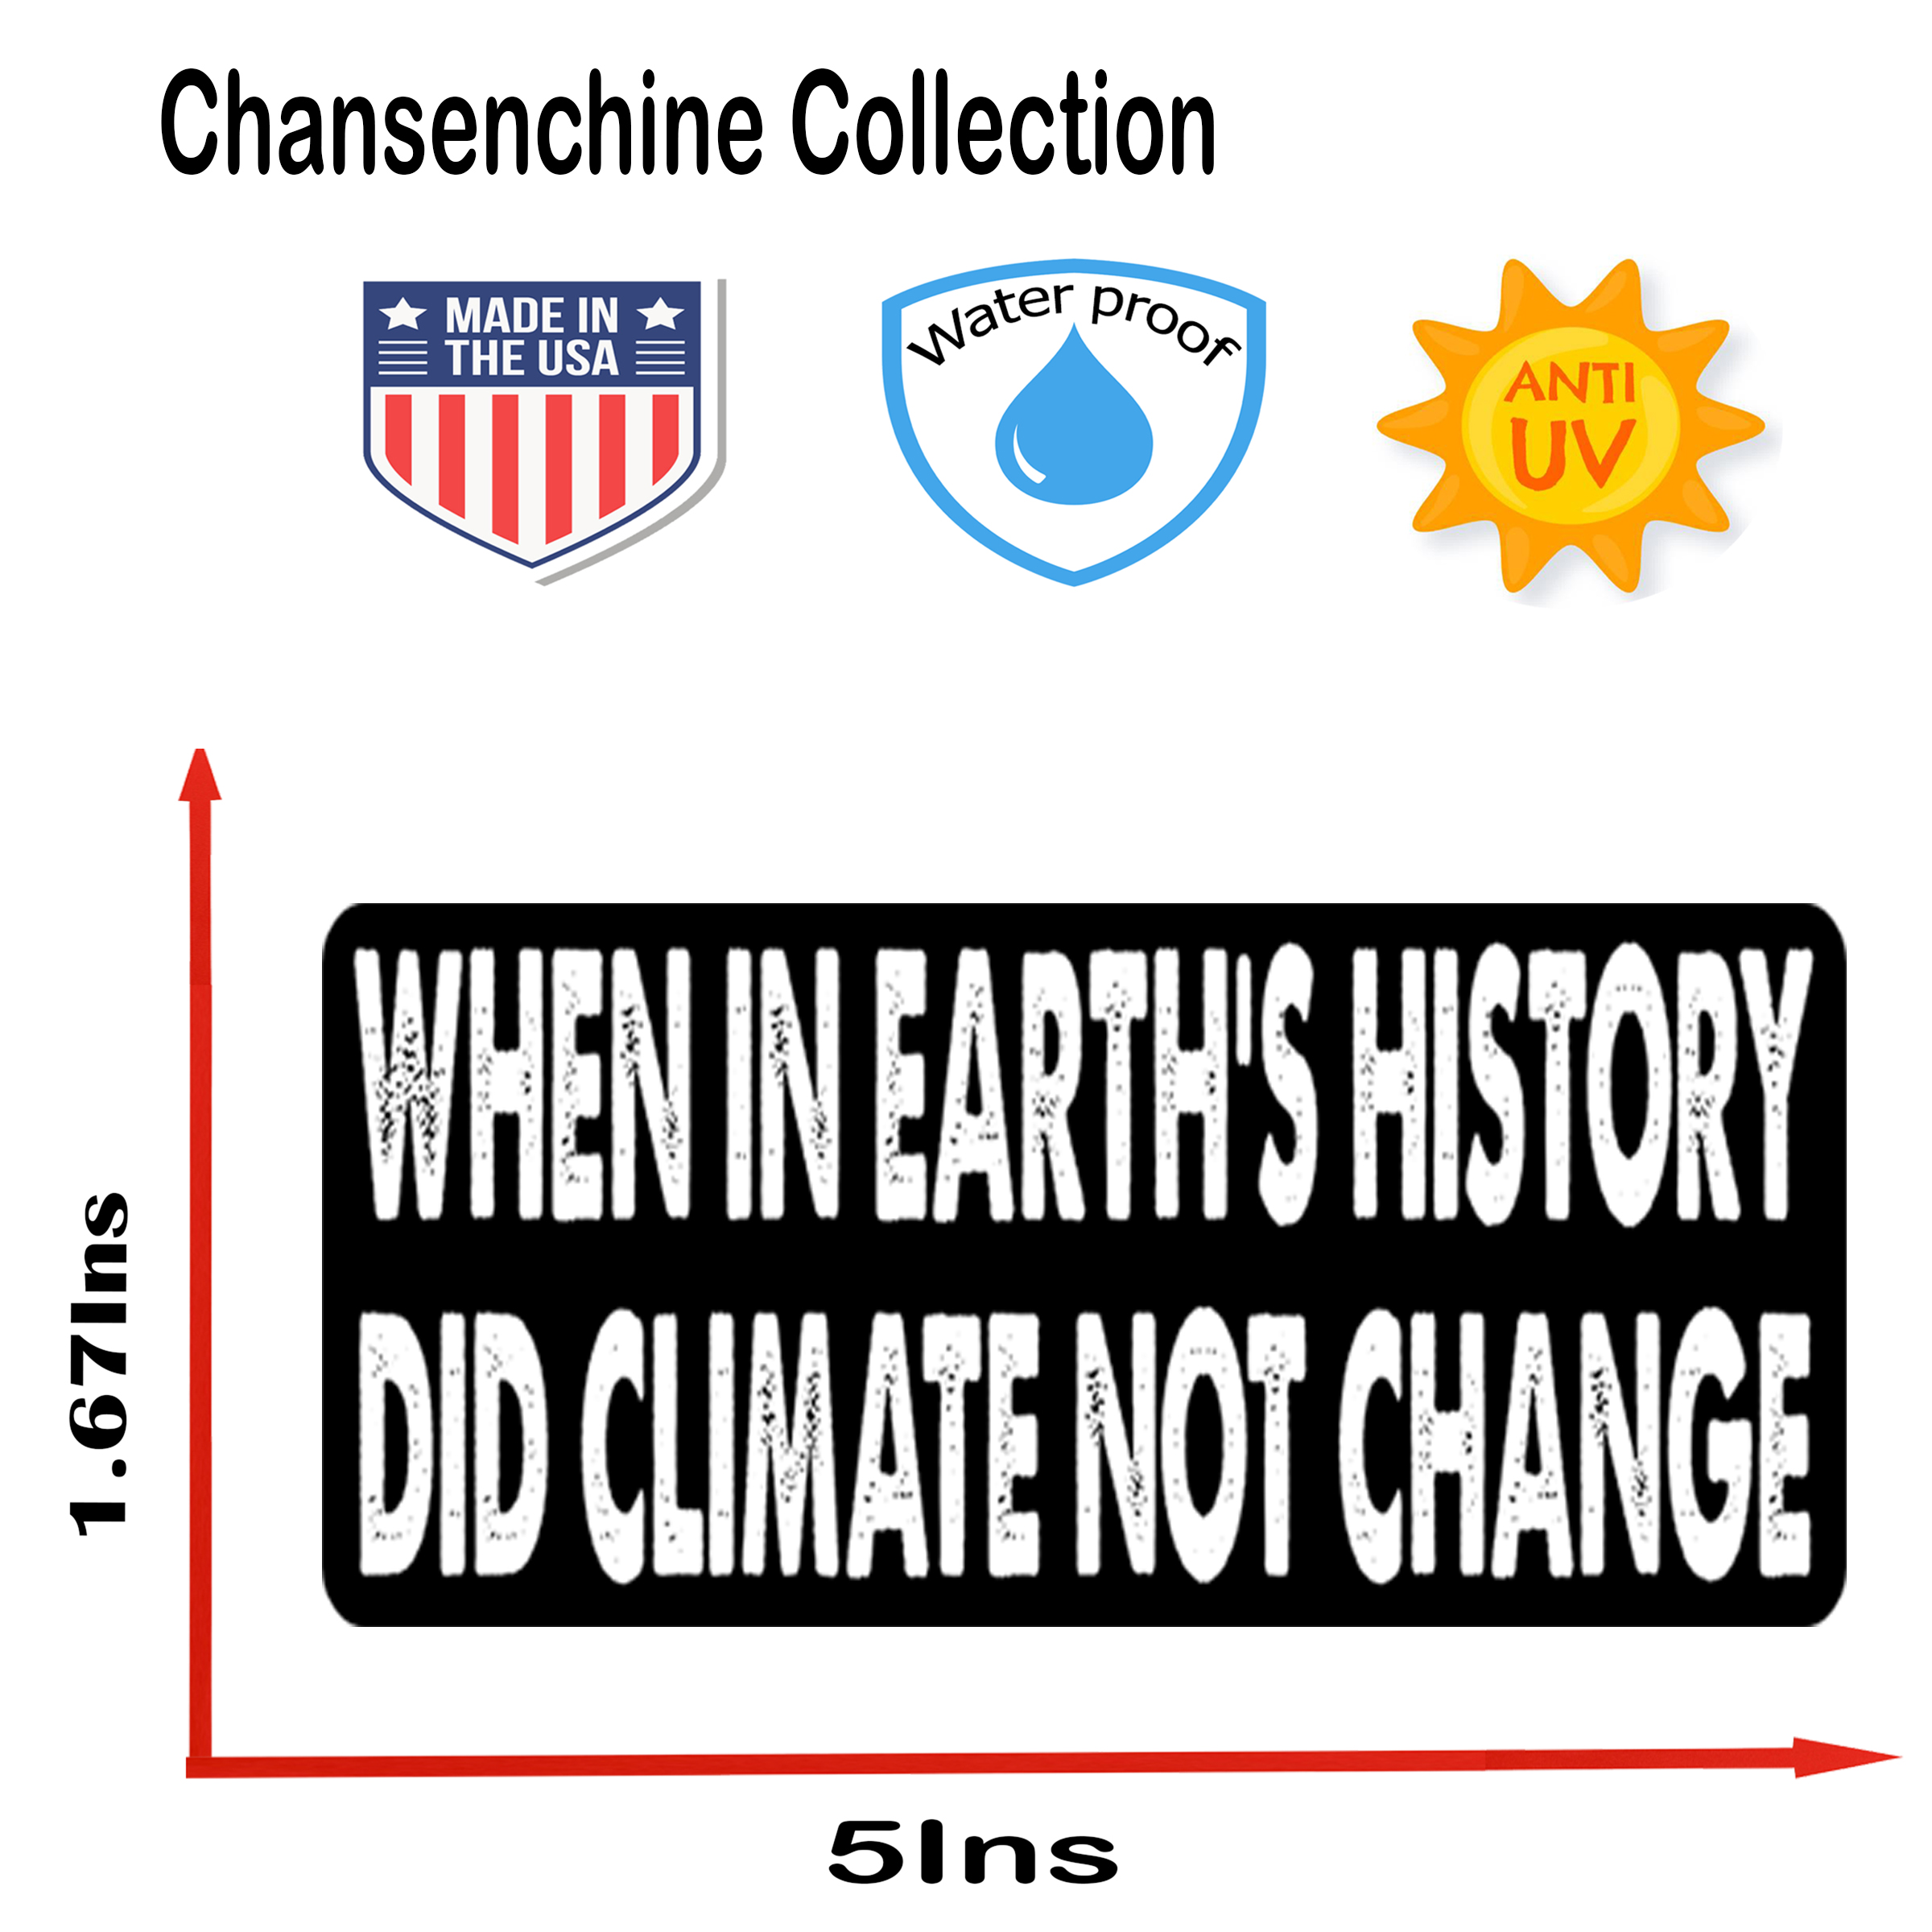 Chansenchine Collection
MADE IN
THE USA
Water proof
ANTI
UV
WHEN IN EARTH'S HISTORY
DID CLIMATE NOT CHANGE
1.67Ins
5Ins